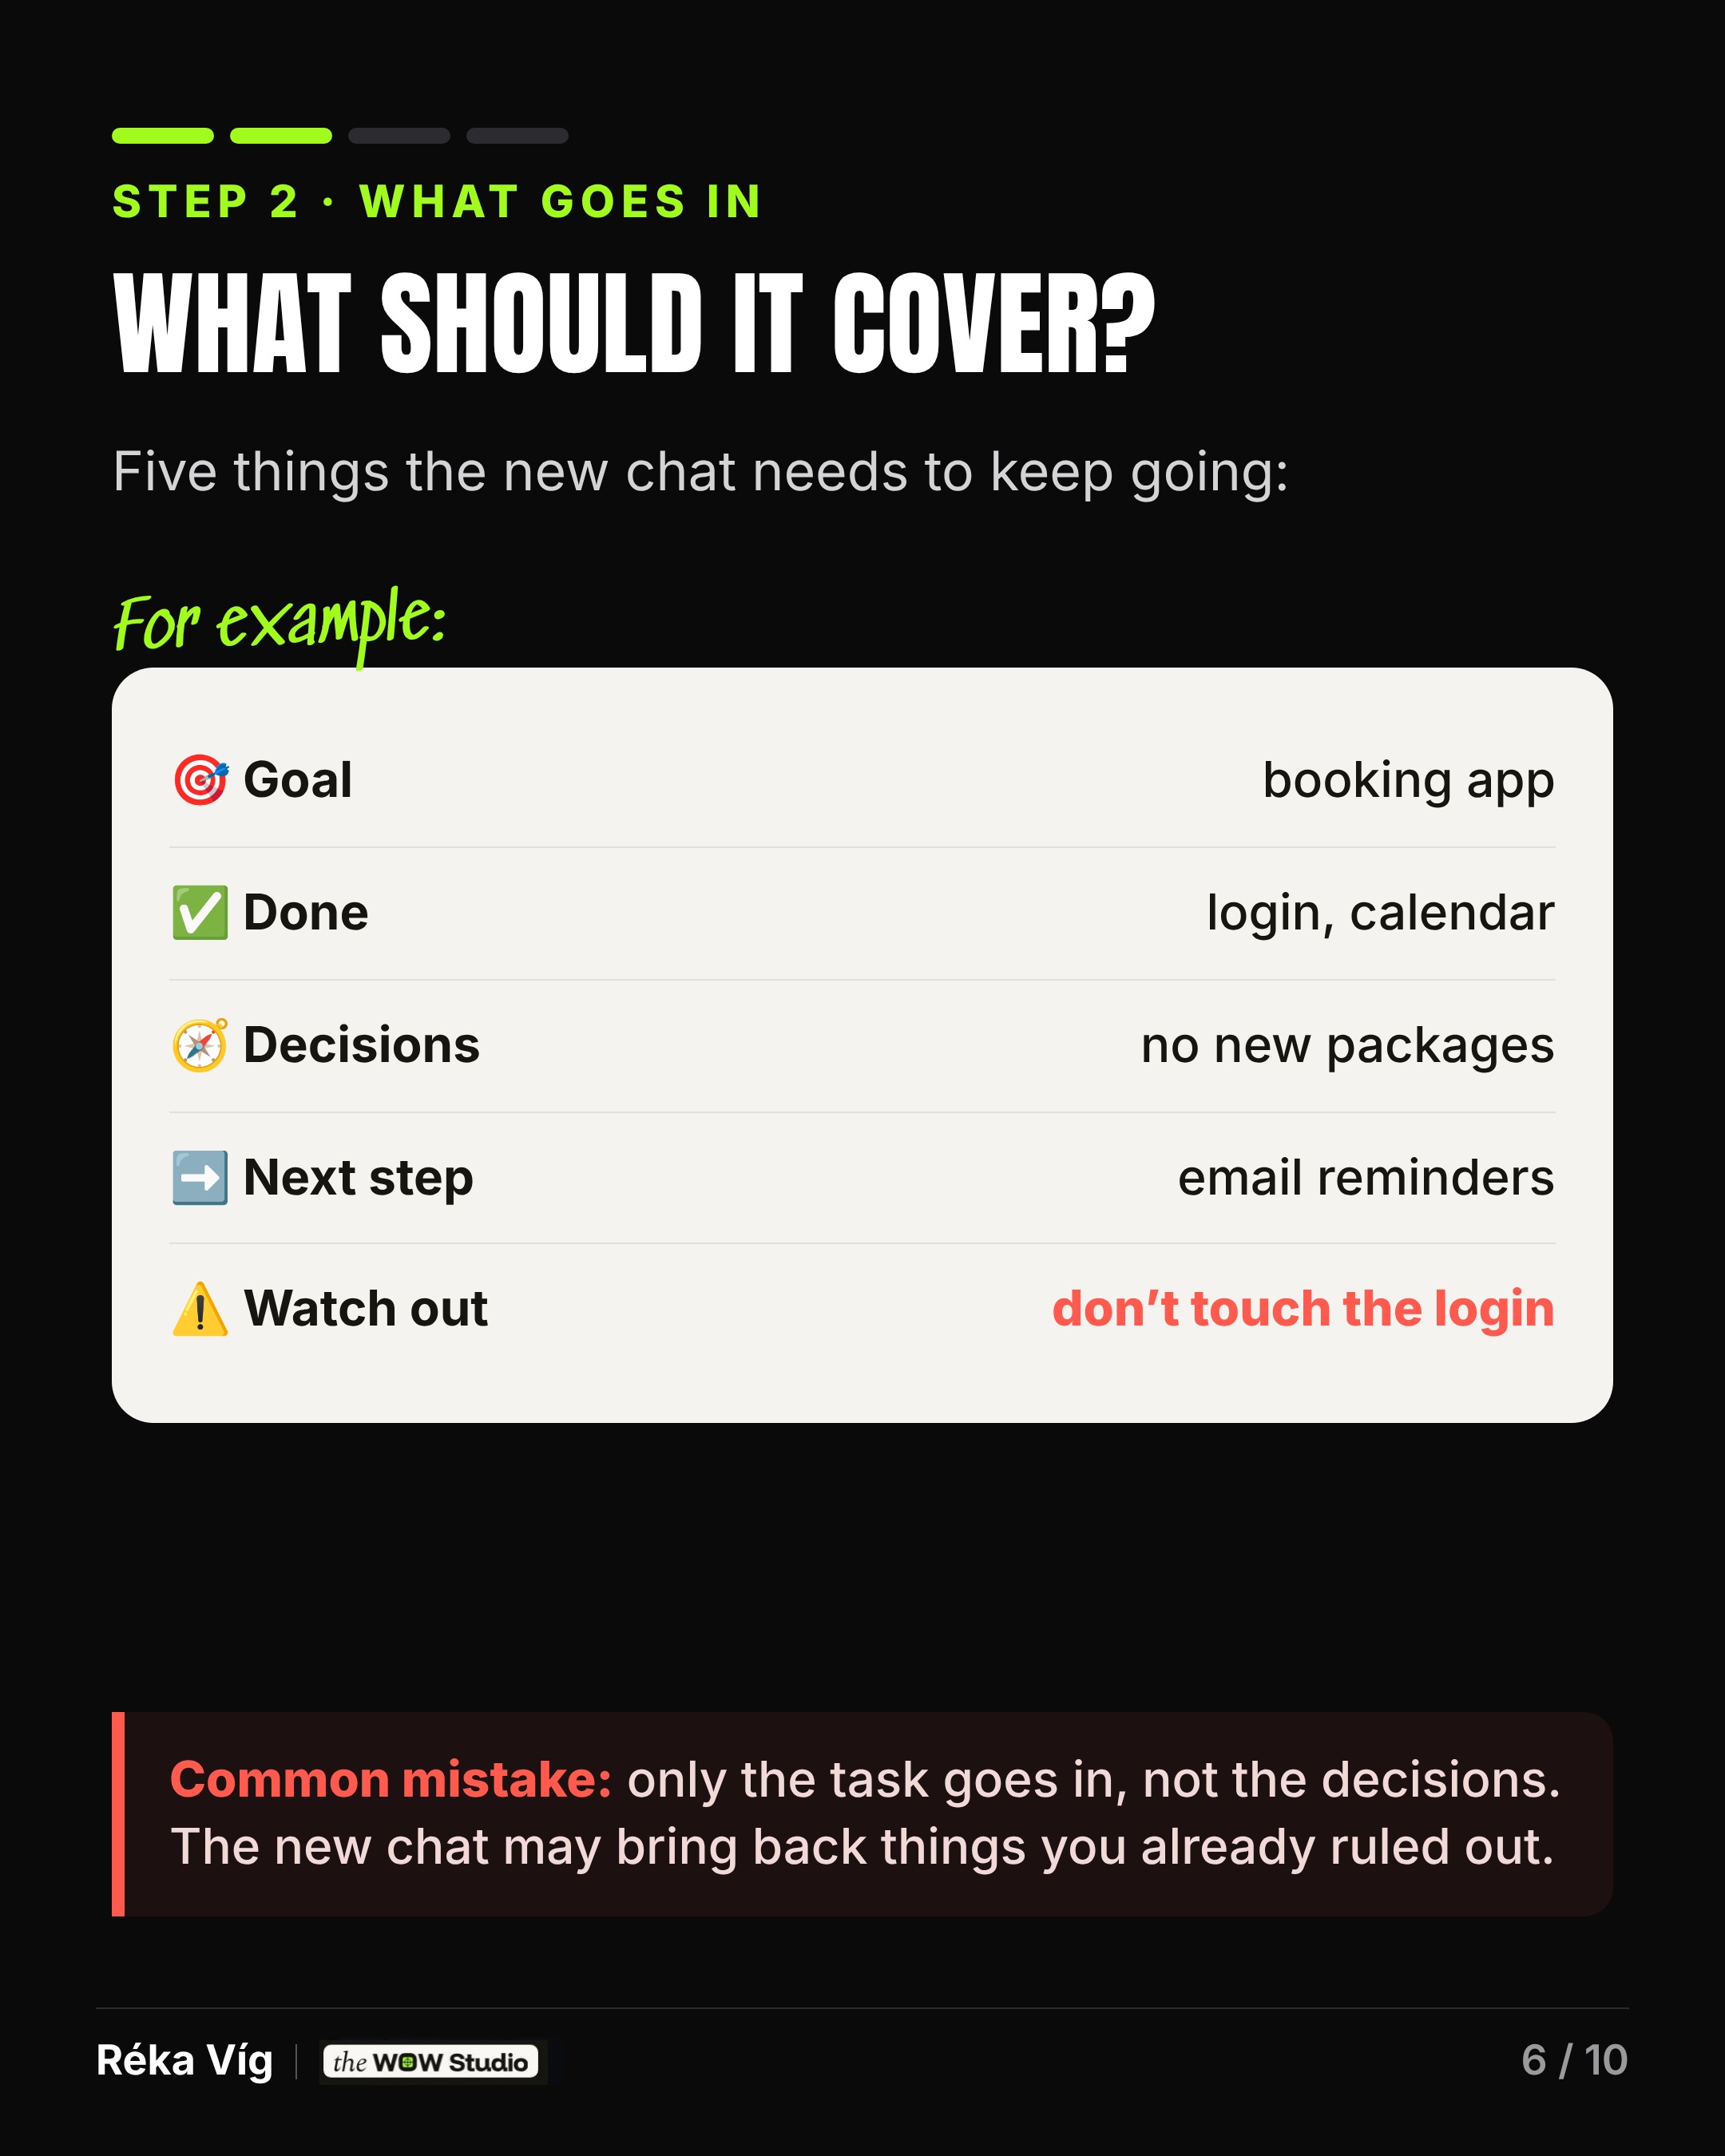 STEP 2 · WHAT GOES IN
WHAT SHOULD IT COVER?
Five things the new chat needs to keep going:
For example:
🎯 Goal booking app
✅ Done login, calendar
🧭 Decisions no new packages
➡️ Next step email reminders
⚠️ Watch out don’t touch the login
Common mistake: only the task goes in, not the decisions.
The new chat may bring back things you already ruled out.
Réka Víg | the WOW Studio 6 / 10